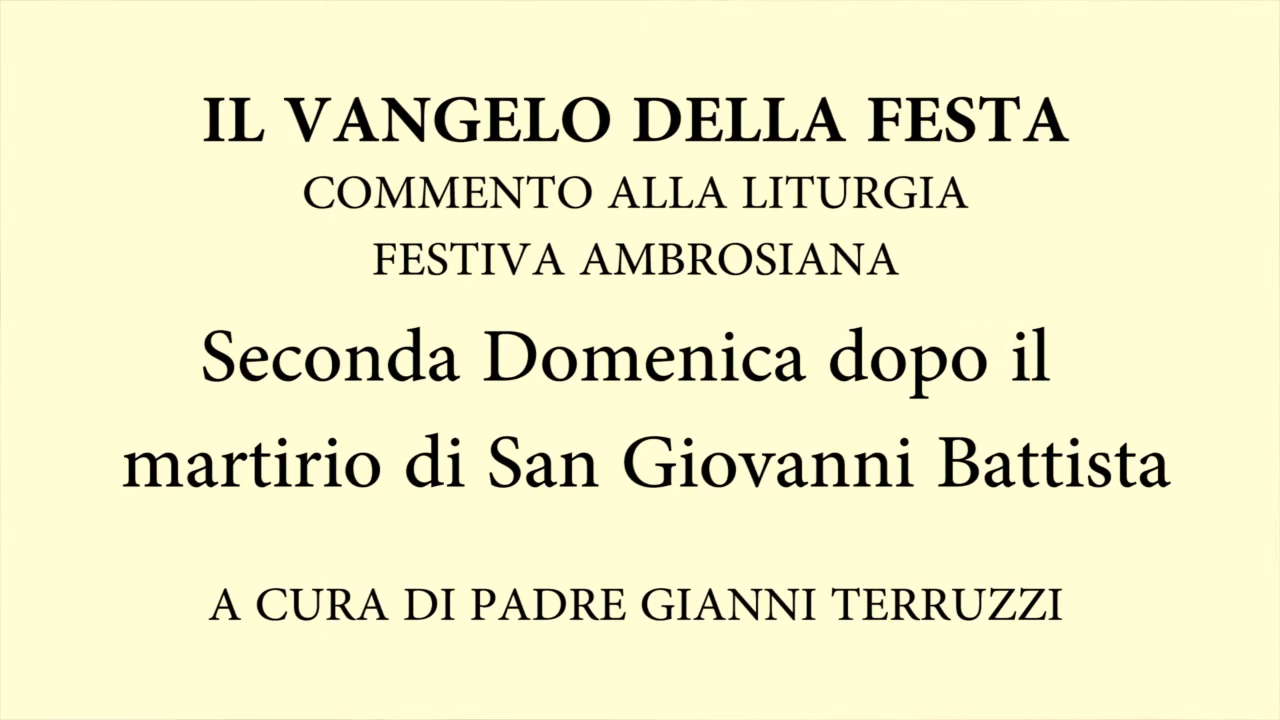 IL VANGELO DELLA FESTA
COMMENTO ALLA LITURGIA
FESTIVA AMBROSIANA
Seconda Domenica dopo il
martirio di San Giovanni Battista
A CURA DI PADRE GIANNI TERRUZZI